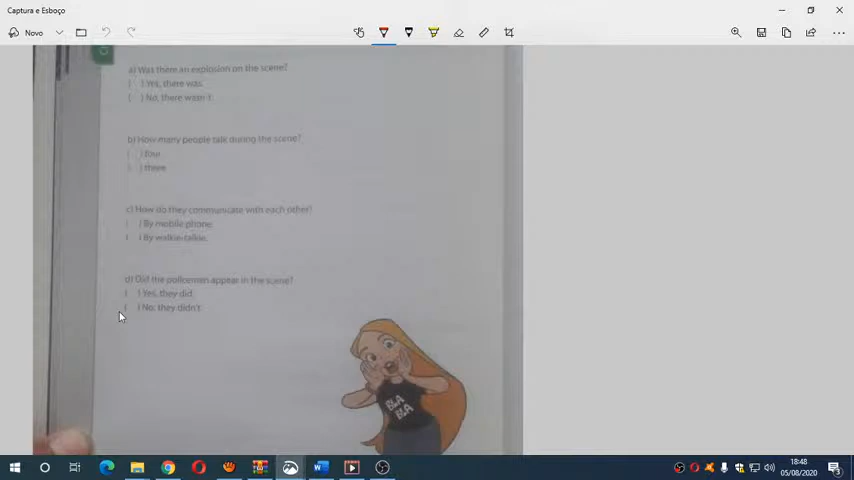 Captura e Esboço
Novo
a) Was there an explosion on the scene?
( ) Yes, there was.
( ) No, there wasn't.
b) How many people talk during the scene?
( ) four
( ) three
c) How do they communicate with each other?
( ) By mobile phone.
( ) By walkie-talkie.
d) Did the policemen appear in the scene?
( ) Yes, they did.
( ) No, they didn't.
BLA
BLA
18:48
05/08/2020